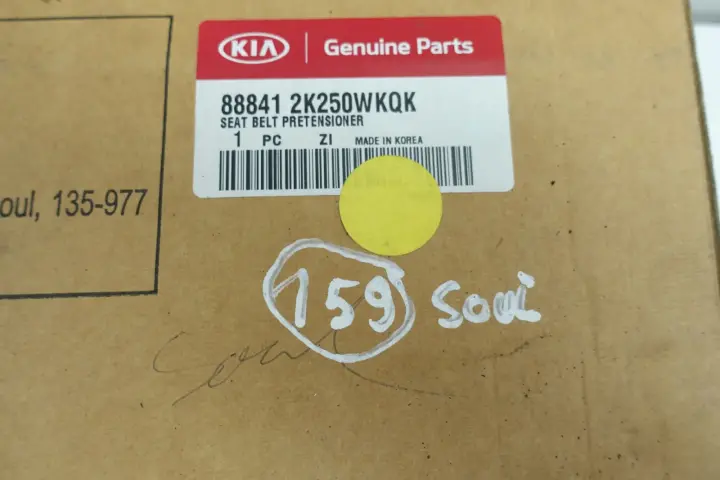 KIA Genuine Parts
88841 2K250WKQK
SEAT BELT PRETENSIONER
1 PC ZI MADE IN KOREA
oul, 135-977
159 Soul
Soul